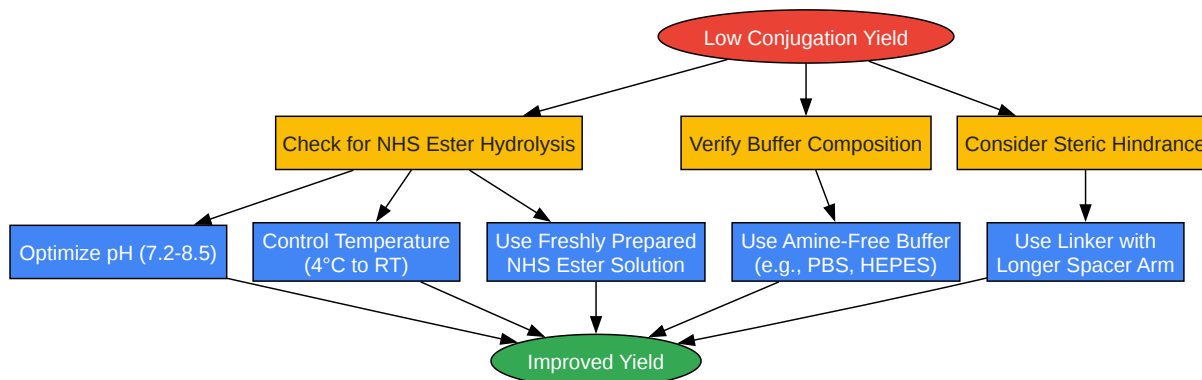 Low Conjugation Yield
Check for NHS Ester Hydrolysis
Verify Buffer Composition
Consider Steric Hindrance
Optimize pH (7.2-8.5)
Control Temperature
(4°C to RT)
Use Freshly Prepared
NHS Ester Solution
Use Amine-Free Buffer
(e.g., PBS, HEPES)
Use Linker with
Longer Spacer Arm
Improved Yield